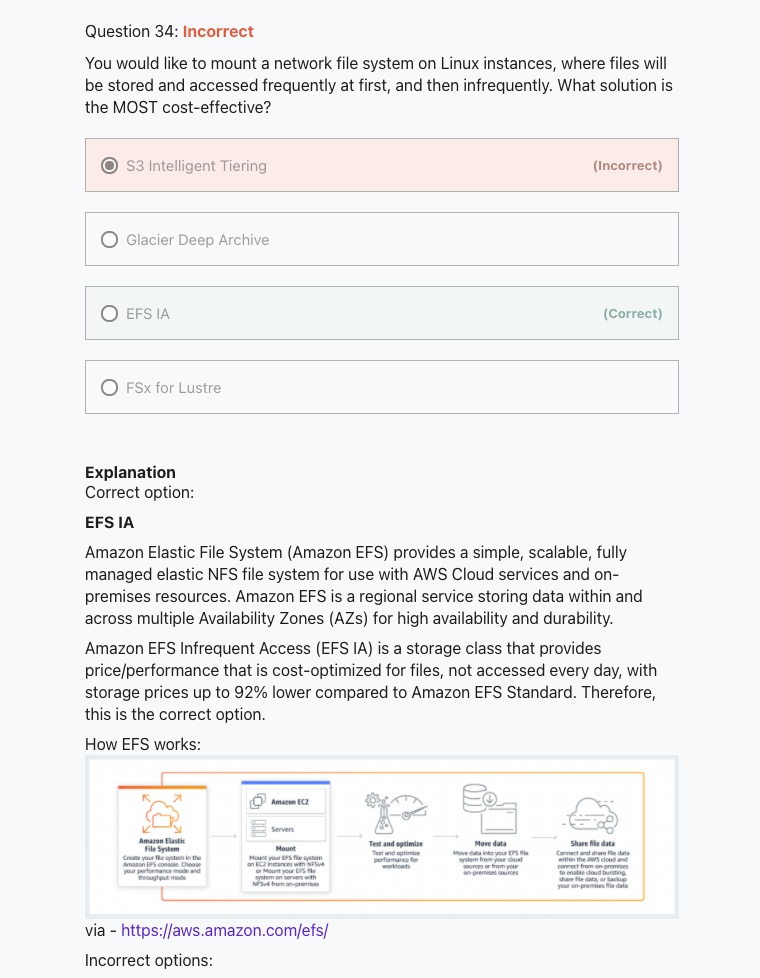 Question 34: Incorrect
You would like to mount a network file system on Linux instances, where files will
be stored and accessed frequently at first, and then infrequently. What solution is
the MOST cost-effective?
S3 Intelligent Tiering (Incorrect)
Glacier Deep Archive
EFS IA (Correct)
FSx for Lustre
Explanation
Correct option:
EFS IA
Amazon Elastic File System (Amazon EFS) provides a simple, scalable, fully
managed elastic NFS file system for use with AWS Cloud services and on-
premises resources. Amazon EFS is a regional service storing data within and
across multiple Availability Zones (AZs) for high availability and durability.
Amazon EFS Infrequent Access (EFS IA) is a storage class that provides
price/performance that is cost-optimized for files, not accessed every day, with
storage prices up to 92% lower compared to Amazon EFS Standard. Therefore,
this is the correct option.
How EFS works:
Amazon Elastic
File System
Create your file system in the
Amazon EFS console. Choose
your performance mode and
throughput mode
Amazon EC2
Servers
Mount
Mount your EFS file system
on EC2 instances with NFSv4
or Mount your EFS file
system on servers with
NFSv4 from on-premises
Test and optimize
Test and optimize
performance for
workloads
Move data
Move data into your EFS file
system from your cloud
sources or from your
on-premises sources
Share file data
Connect and share file data
within the AWS cloud and
connect from on-premises
to enable cloud bursting,
share file data, or backup
your on-premises file data
via - https://aws.amazon.com/efs/
Incorrect options: